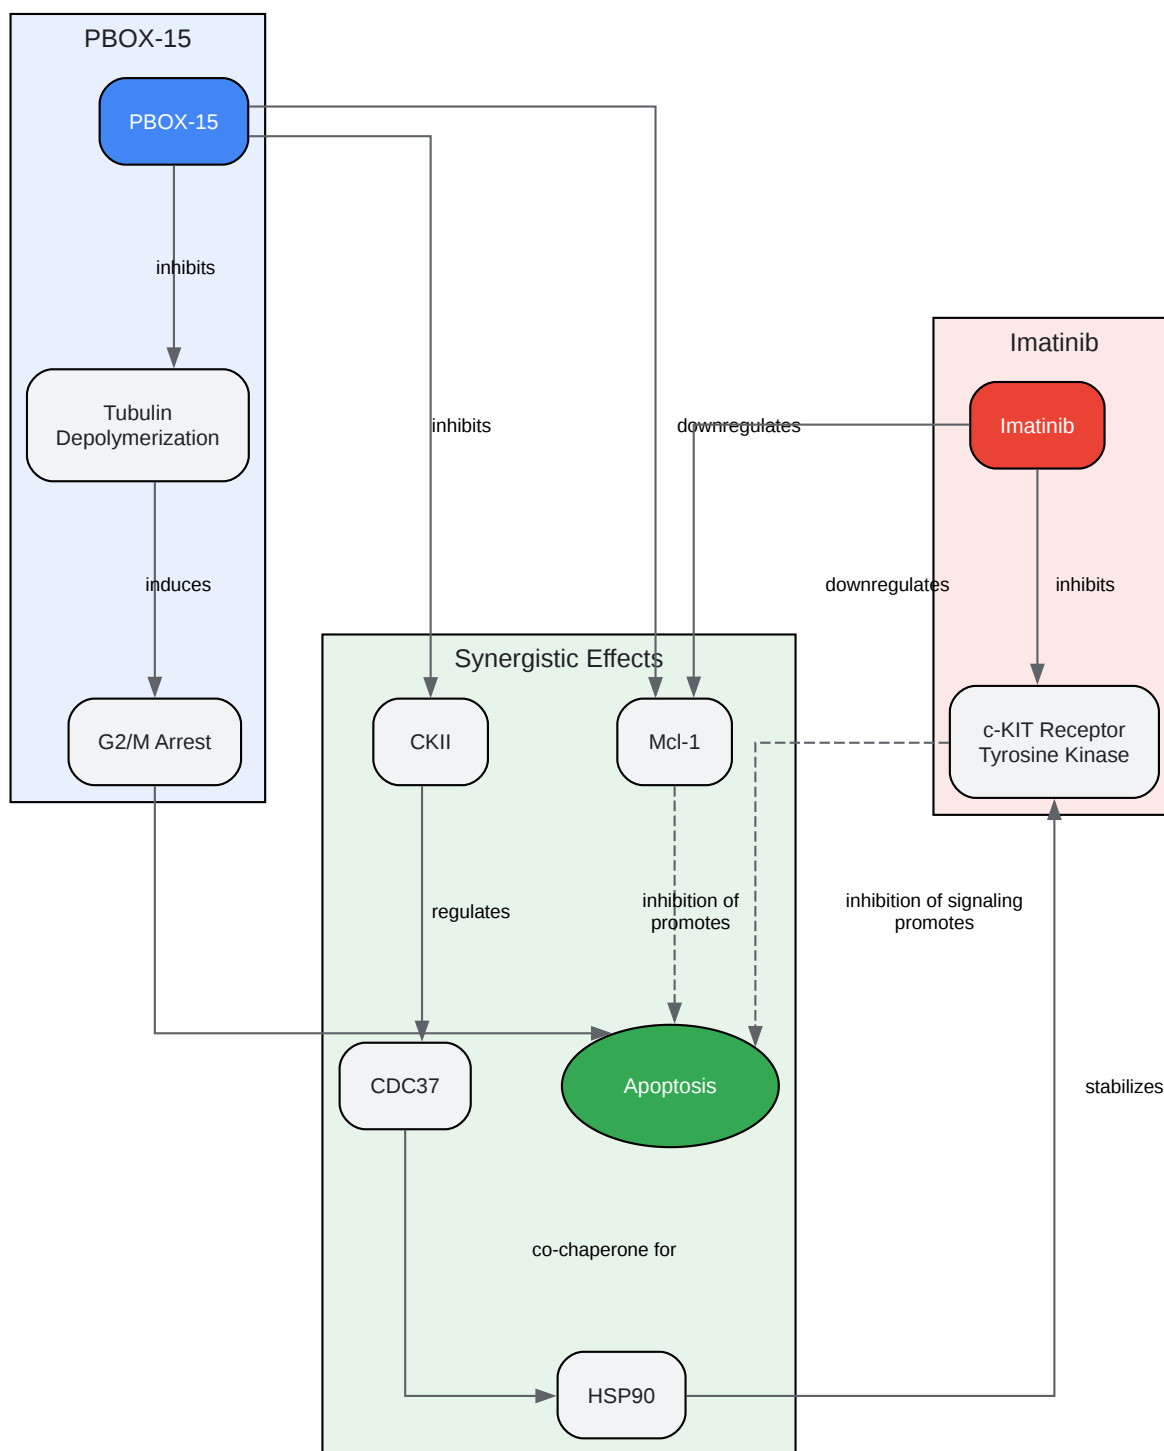 PBOX-15
PBOX-15
inhibits
Imatinib
Tubulin
Depolymerization
inhibits
downregulates
Imatinib
induces
downregulates
inhibits
Synergistic Effects
G2/M Arrest
CKII
Mcl-1
c-KIT Receptor
Tyrosine Kinase
regulates
inhibition of
promotes
inhibition of signaling
promotes
CDC37
Apoptosis
stabilizes
co-chaperone for
HSP90